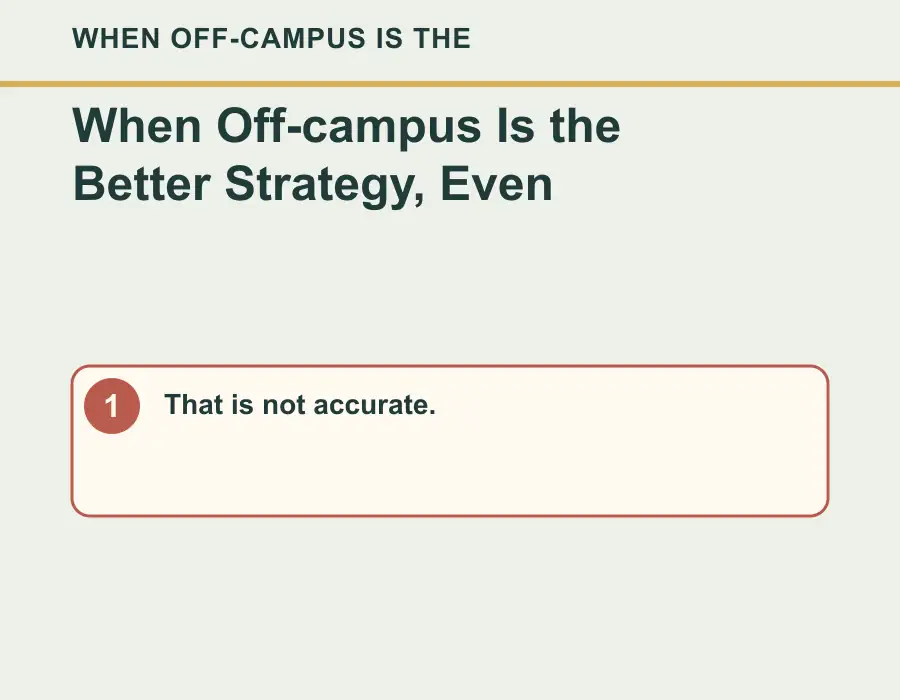 WHEN OFF-CAMPUS IS THE
When Off-campus Is the
Better Strategy, Even
1
That is not accurate.